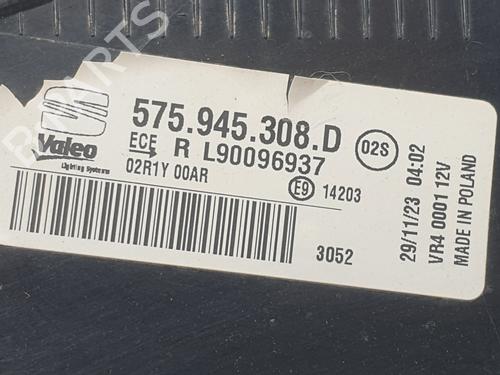 575.945.308.D
02S
Valeo
Lighting Systems
ECE R L90096937
02R1Y 00AR
E9 14203
3052
29/11/23 04:02
VR4 0001 12V
MADE IN POLAND